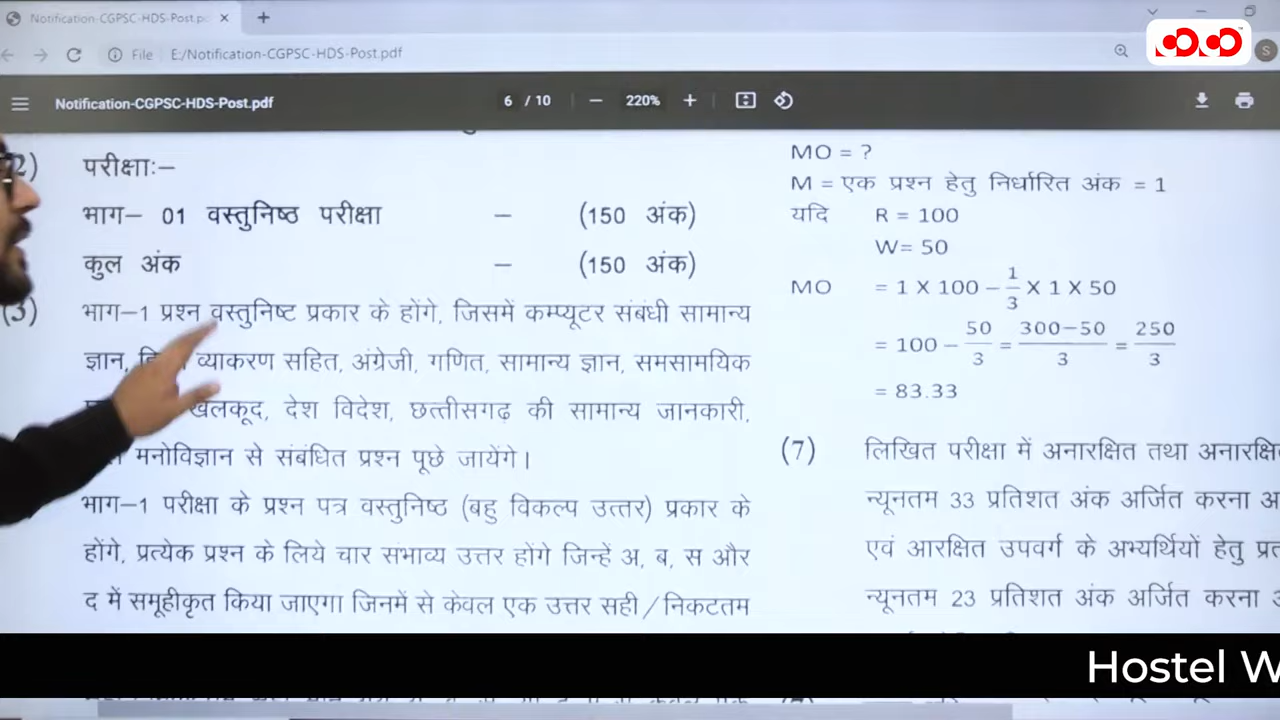 Notification-CGPSC-HDS-Post.pc
File E:/Notification-CGPSC-HDS-Post.pdf
S
Notification-CGPSC-HDS-Post.pdf 6 / 10 220%
2) परीक्षाः–
भाग– 01 वस्तुनिष्ठ परीक्षा – (150 अंक)
कुल अंक – (150 अंक)
(3) भाग–1 प्रश्न वस्तुनिष्ट प्रकार के होंगे, जिसमें कम्प्यूटर संबंधी सामान्य
ज्ञान, व्याकरण सहित, अंग्रेजी, गणित, सामान्य ज्ञान, समसामयिक
खेलकूद, देश विदेश, छत्तीसगढ़ की सामान्य जानकारी,
मनोविज्ञान से संबंधित प्रश्न पूछे जायेंगे।
भाग–1 परीक्षा के प्रश्न पत्र वस्तुनिष्ठ (बहु विकल्प उत्तर) प्रकार के
होंगे, प्रत्येक प्रश्न के लिये चार संभाव्य उत्तर होंगे जिन्हें अ, ब, स और
द में समूहीकृत किया जाएगा जिनमें से केवल एक उत्तर सही/निकटतम
MO = ?
M = एक प्रश्न हेतु निर्धारित अंक = 1
यदि R = 100
W= 50
MO = 1 X 100 – 1/3 X 1 X 50
= 100 – 50/3 = 300–50/3 = 250/3
= 83.33
(7) लिखित परीक्षा में अनारक्षित तथा अनारक्षि
न्यूनतम 33 प्रतिशत अंक अर्जित करना अ
एवं आरक्षित उपवर्ग के अभ्यर्थियों हेतु प्रत
न्यूनतम 23 प्रतिशत अंक अर्जित करना
Hostel W